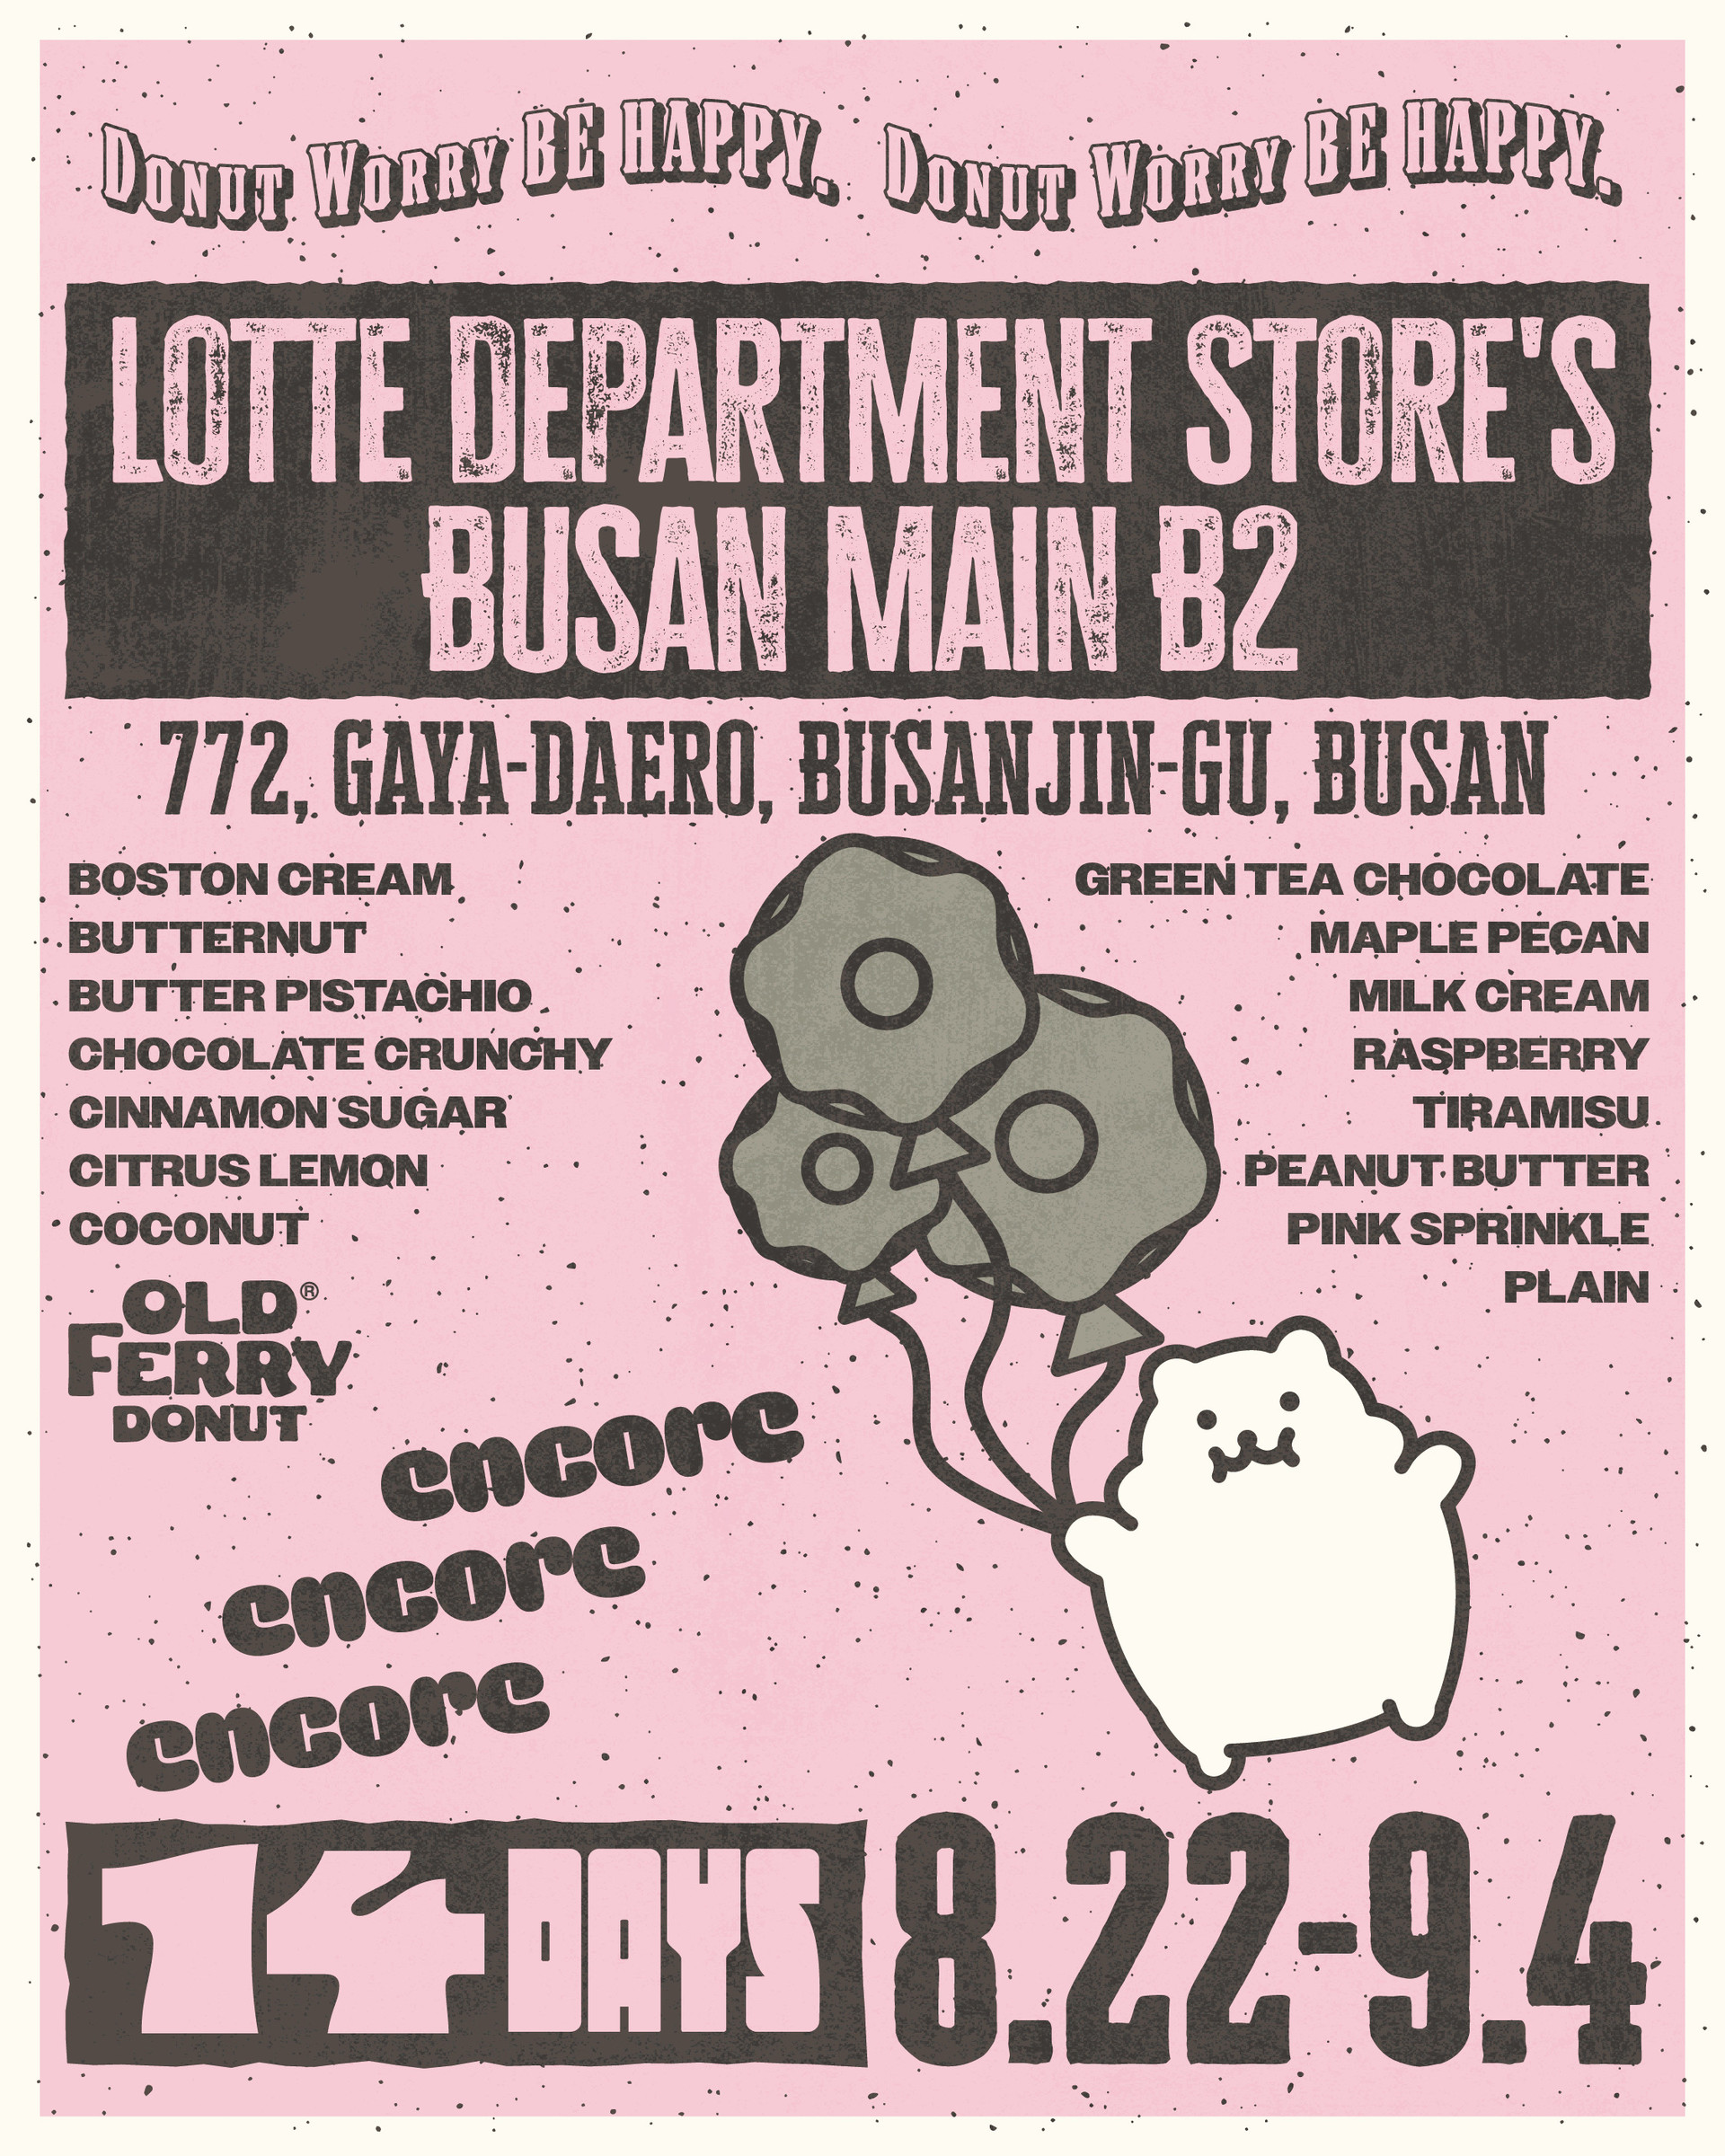 DONUT WORRY BE HAPPY. DONUT WORRY BE HAPPY.
LOTTE DEPARTMENT STORE'S
BUSAN MAIN B2
772, GAYA-DAERO, BUSANJIN-GU, BUSAN
BOSTON CREAM
BUTTERNUT
BUTTER PISTACHIO
CHOCOLATE CRUNCHY
CINNAMON SUGAR
CITRUS LEMON
COCONUT
GREEN TEA CHOCOLATE
MAPLE PECAN
MILK CREAM
RASPBERRY
TIRAMISU
PEANUT BUTTER
PINK SPRINKLE
PLAIN
OLD®
FERRY
DONUT
encore
encore
encore
14 DAYS 8.22-9.4